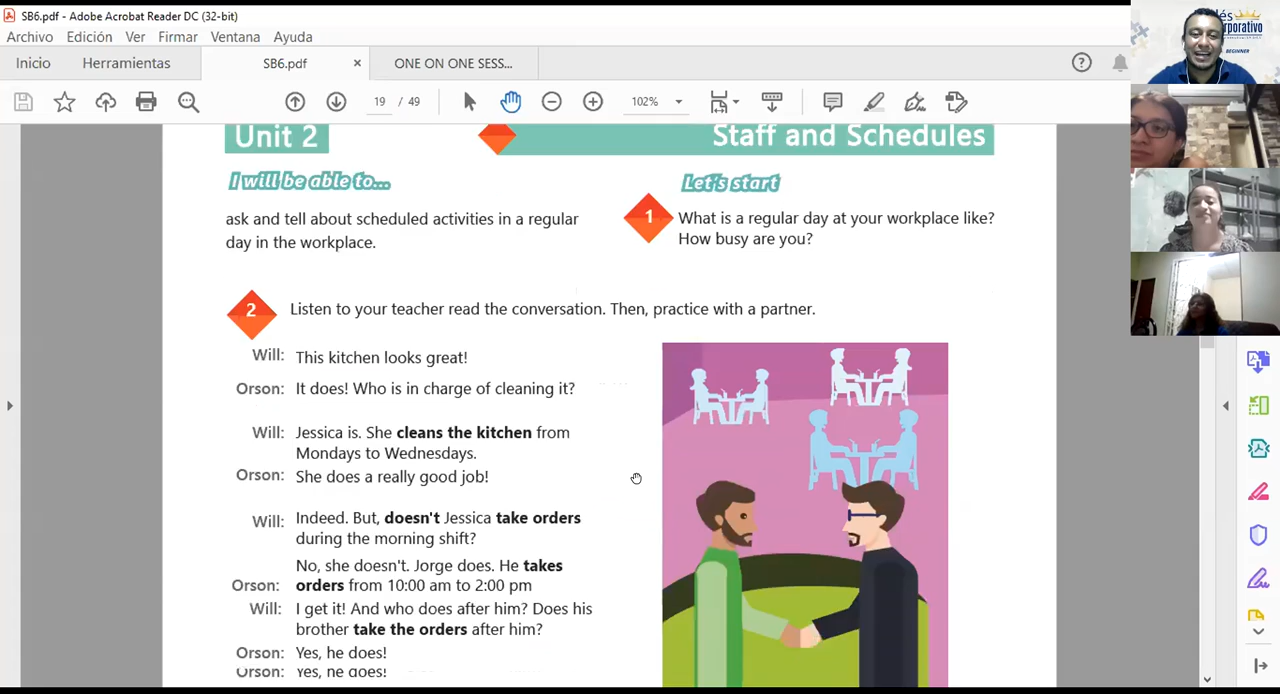 SB6.pdf - Adobe Acrobat Reader DC (32-bit)
Archivo Edición Ver Firmar Ventana Ayuda
Inicio Herramientas SB6.pdf × ONE ON ONE SESS...
19 / 49 102%
Unit 2 Staff and Schedules
I will be able to...
ask and tell about scheduled activities in a regular
day in the workplace.
Let's start
1 What is a regular day at your workplace like?
How busy are you?
2 Listen to your teacher read the conversation. Then, practice with a partner.
Will: This kitchen looks great!
Orson: It does! Who is in charge of cleaning it?
Will: Jessica is. She cleans the kitchen from
Mondays to Wednesdays.
Orson: She does a really good job!
Will: Indeed. But, doesn't Jessica take orders
during the morning shift?
No, she doesn't. Jorge does. He takes
Orson: orders from 10:00 am to 2:00 pm
Will: I get it! And who does after him? Does his
brother take the orders after him?
Orson: Yes, he does!
Orson: Yes, he does!
BEGINNER